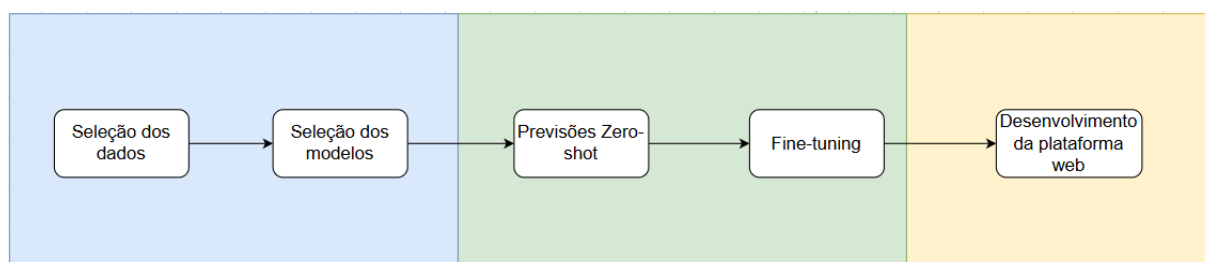 Seleção dos
dados
Seleção dos
modelos
Previsões Zero-
shot
Fine-tuning
Desenvolvimento
da plataforma
web